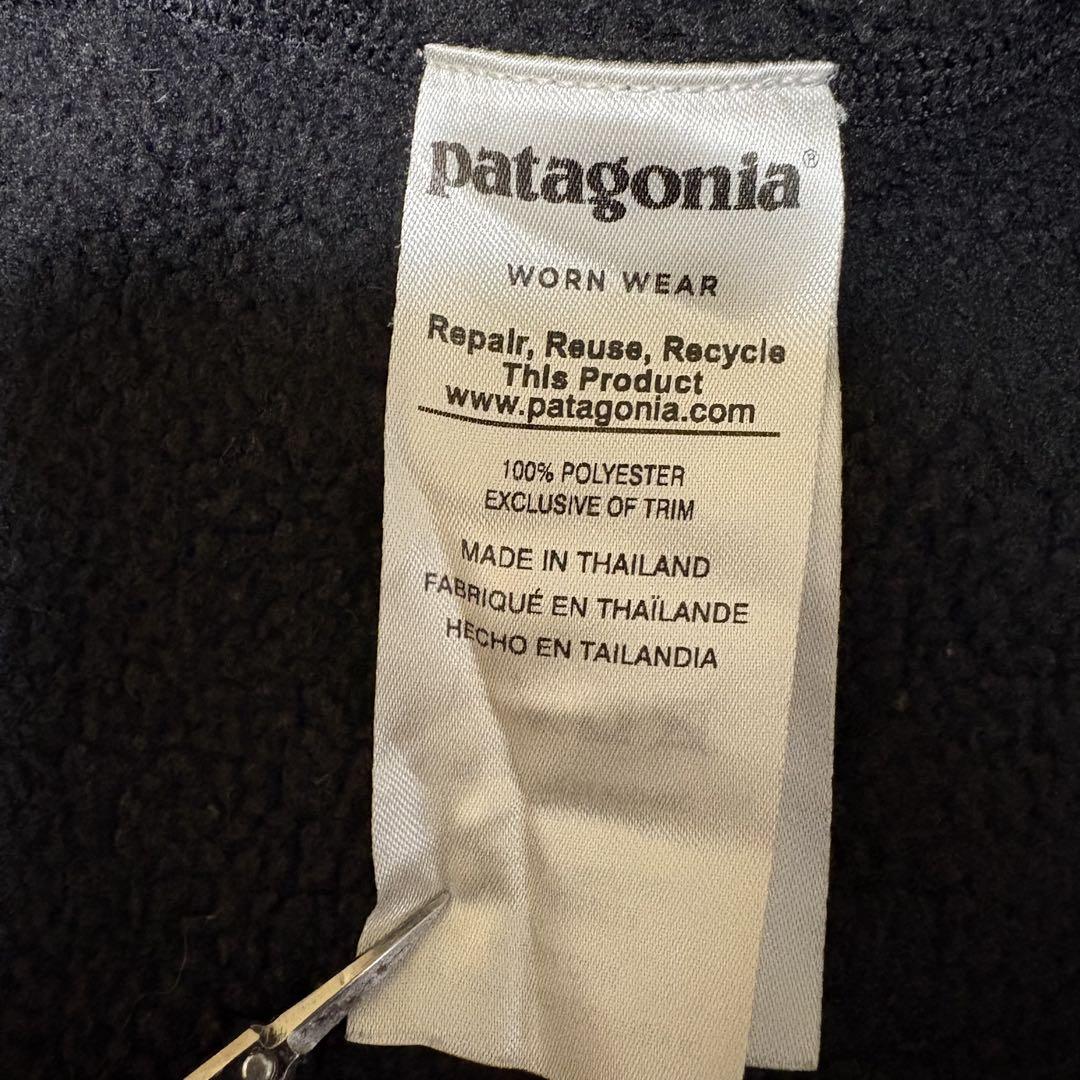 patagonia®
WORN WEAR
Repair, Reuse, Recycle
This Product
www.patagonia.com
100% POLYESTER
EXCLUSIVE OF TRIM
MADE IN THAILAND
FABRIQUÉ EN THAÏLANDE
HECHO EN TAILANDIA